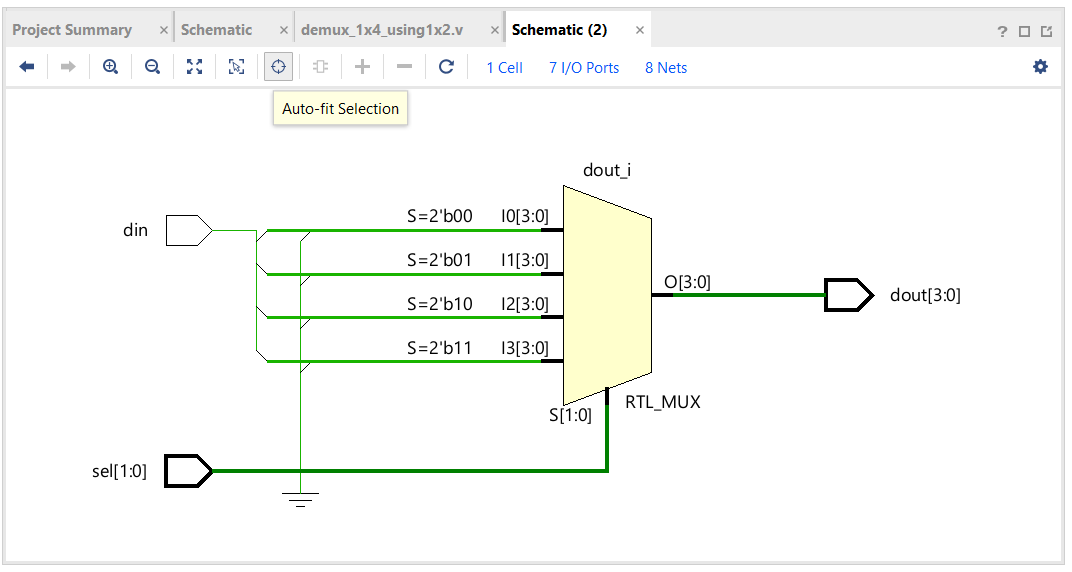 Project Summary × Schematic × demux_1x4_using1x2.v × Schematic (2) × ?
1 Cell 7 I/O Ports 8 Nets
Auto-fit Selection
dout_i
S=2'b00 I0[3:0]
din
S=2'b01 I1[3:0]
O[3:0]
dout[3:0]
S=2'b10 I2[3:0]
S=2'b11 I3[3:0]
RTL_MUX
S[1:0]
sel[1:0]